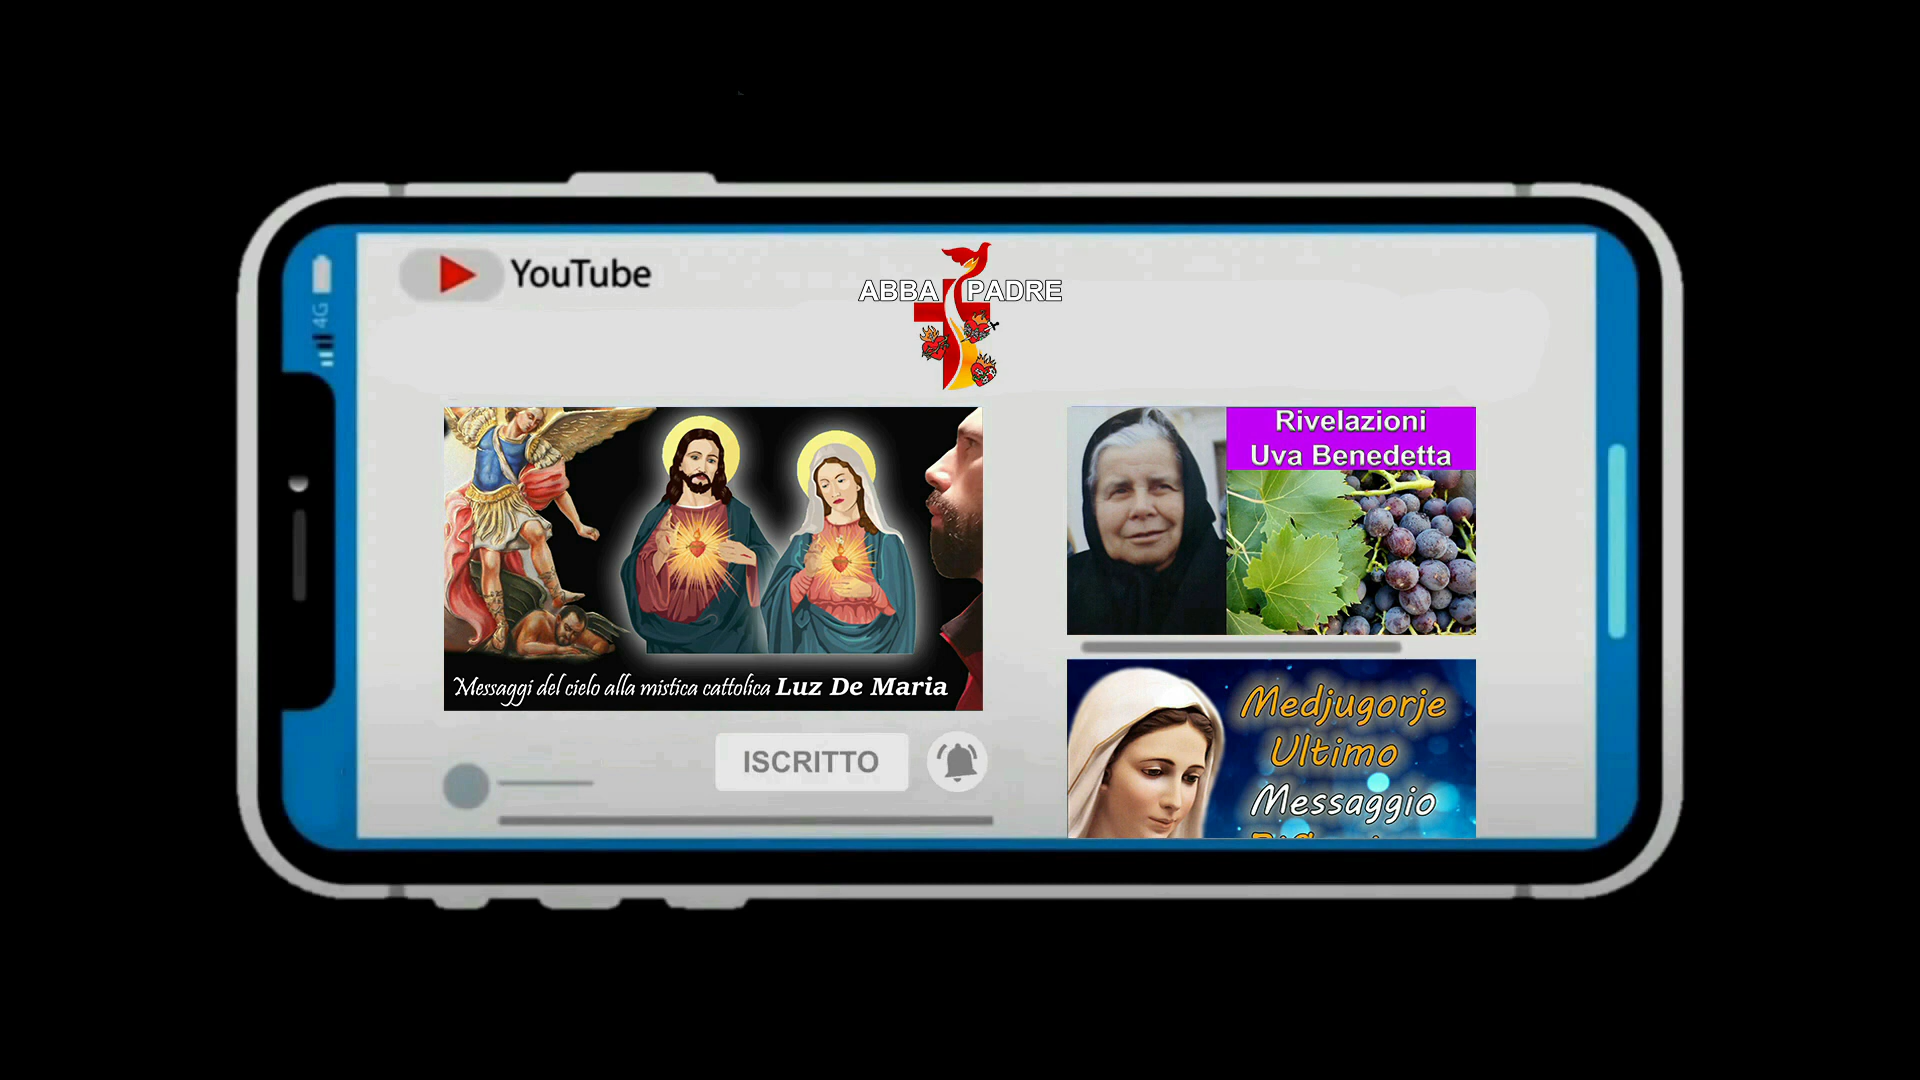 4G
YouTube
ABBA PADRE
Rivelazioni
Uva Benedetta
Messaggi del cielo alla mistica cattolica Luz De Maria
Medjugorje
Ultimo
Messaggio
ISCRITTO